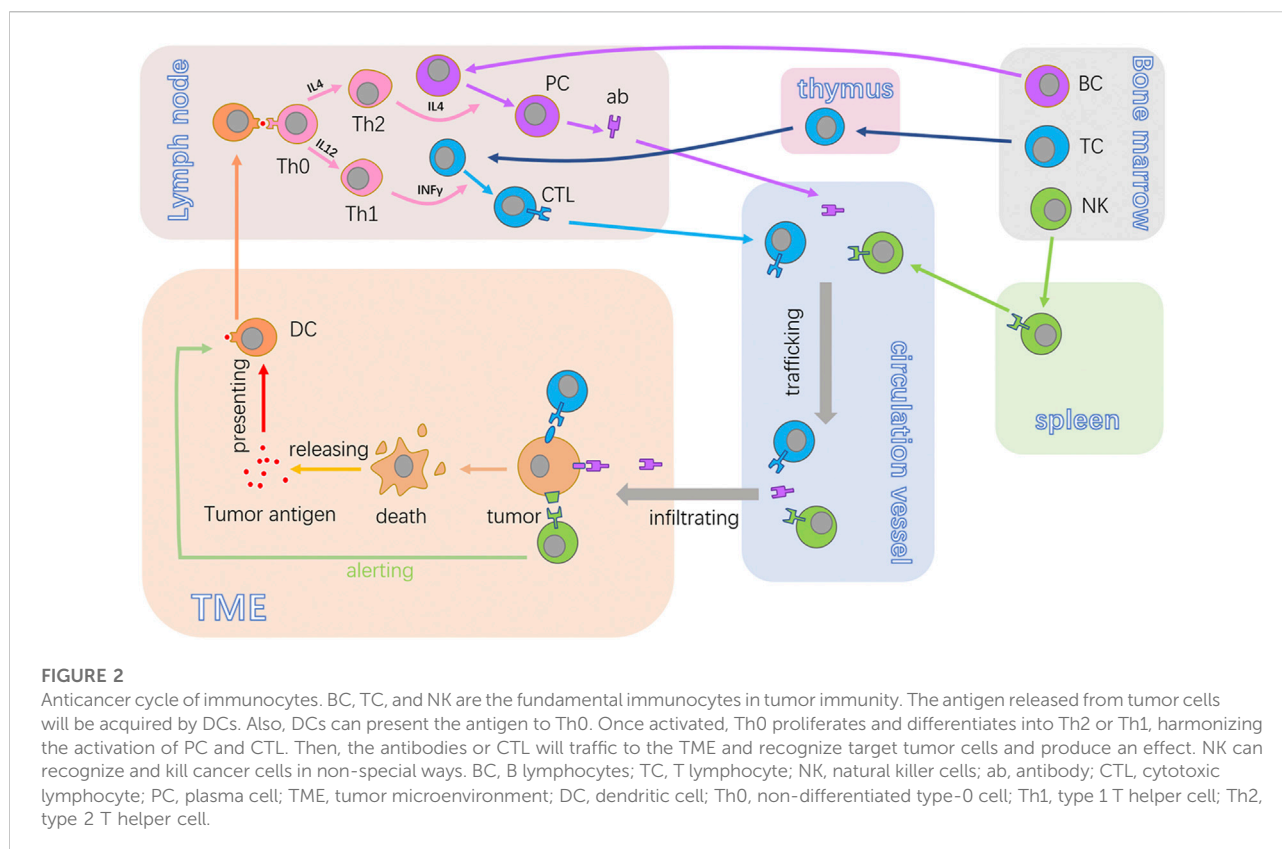 Lymph node
IL4
Th2
IL4
PC
ab
Th0
IL12
Th1
INFγ
CTL
thymus
Bone marrow
BC
TC
NK
DC
presenting
releasing
Tumor antigen
death
tumor
alerting
TME
infiltrating
trafficking
circulation vessel
spleen
FIGURE 2
Anticancer cycle of immunocytes. BC, TC, and NK are the fundamental immunocytes in tumor immunity. The antigen released from tumor cells
will be acquired by DCs. Also, DCs can present the antigen to Th0. Once activated, Th0 proliferates and differentiates into Th2 or Th1, harmonizing
the activation of PC and CTL. Then, the antibodies or CTL will traffic to the TME and recognize target tumor cells and produce an effect. NK can
recognize and kill cancer cells in non-special ways. BC, B lymphocytes; TC, T lymphocyte; NK, natural killer cells; ab, antibody; CTL, cytotoxic
lymphocyte; PC, plasma cell; TME, tumor microenvironment; DC, dendritic cell; Th0, non-differentiated type-0 cell; Th1, type 1 T helper cell; Th2,
type 2 T helper cell.